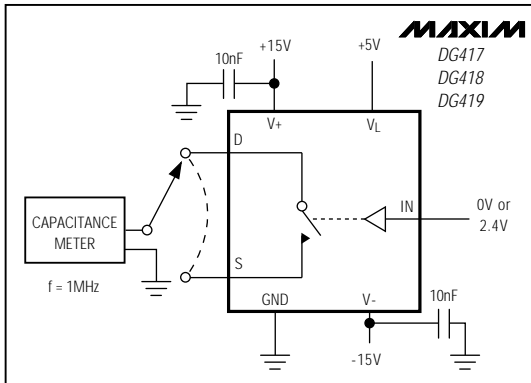 MAXIM
DG417
DG418
DG419
+15V
+5V
10nF
V+
VL
D
CAPACITANCE
METER
f = 1MHz
IN
0V or
2.4V
S
GND
V-
10nF
-15V